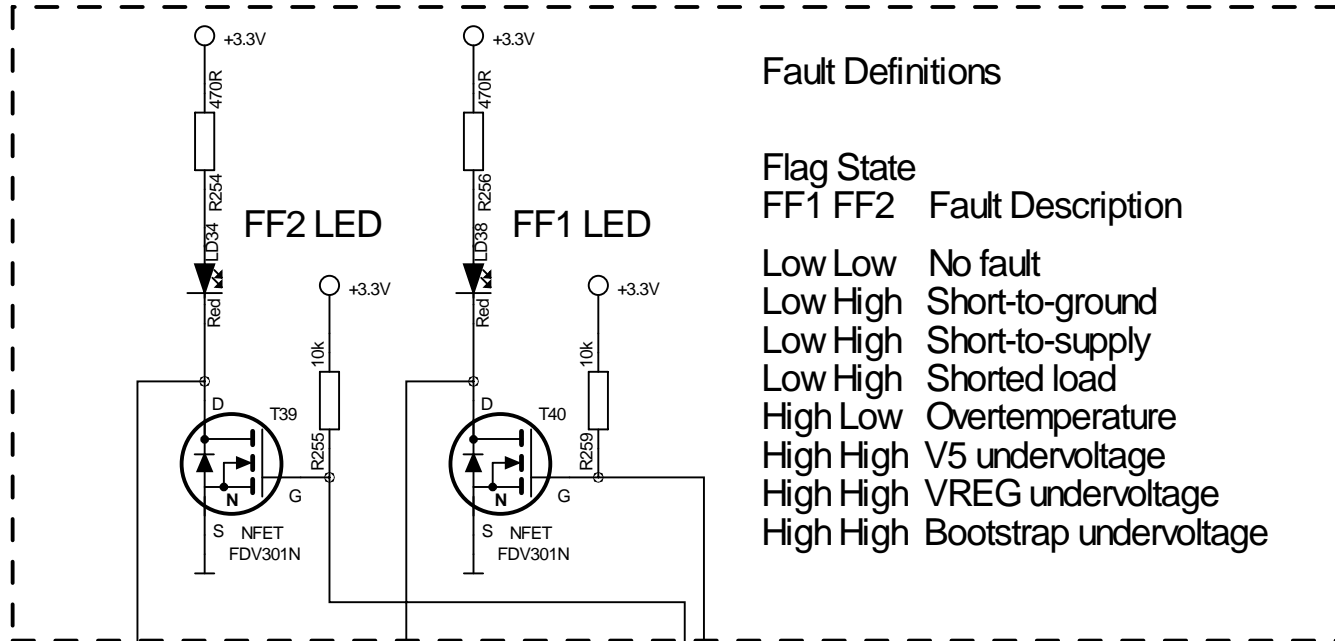 +3.3V
470R
R254
LD34
Red
FF2 LED
+3.3V
10k
R255
D
T39
G
N
S
NFET
FDV301N
+3.3V
470R
R256
LD38
Red
FF1 LED
+3.3V
10k
R259
D
T40
G
N
S
NFET
FDV301N
Fault Definitions
Flag State
FF1 FF2 Fault Description
Low Low No fault
Low High Short-to-ground
Low High Short-to-supply
Low High Shorted load
High Low Overtemperature
High High V5 undervoltage
High High VREG undervoltage
High High Bootstrap undervoltage